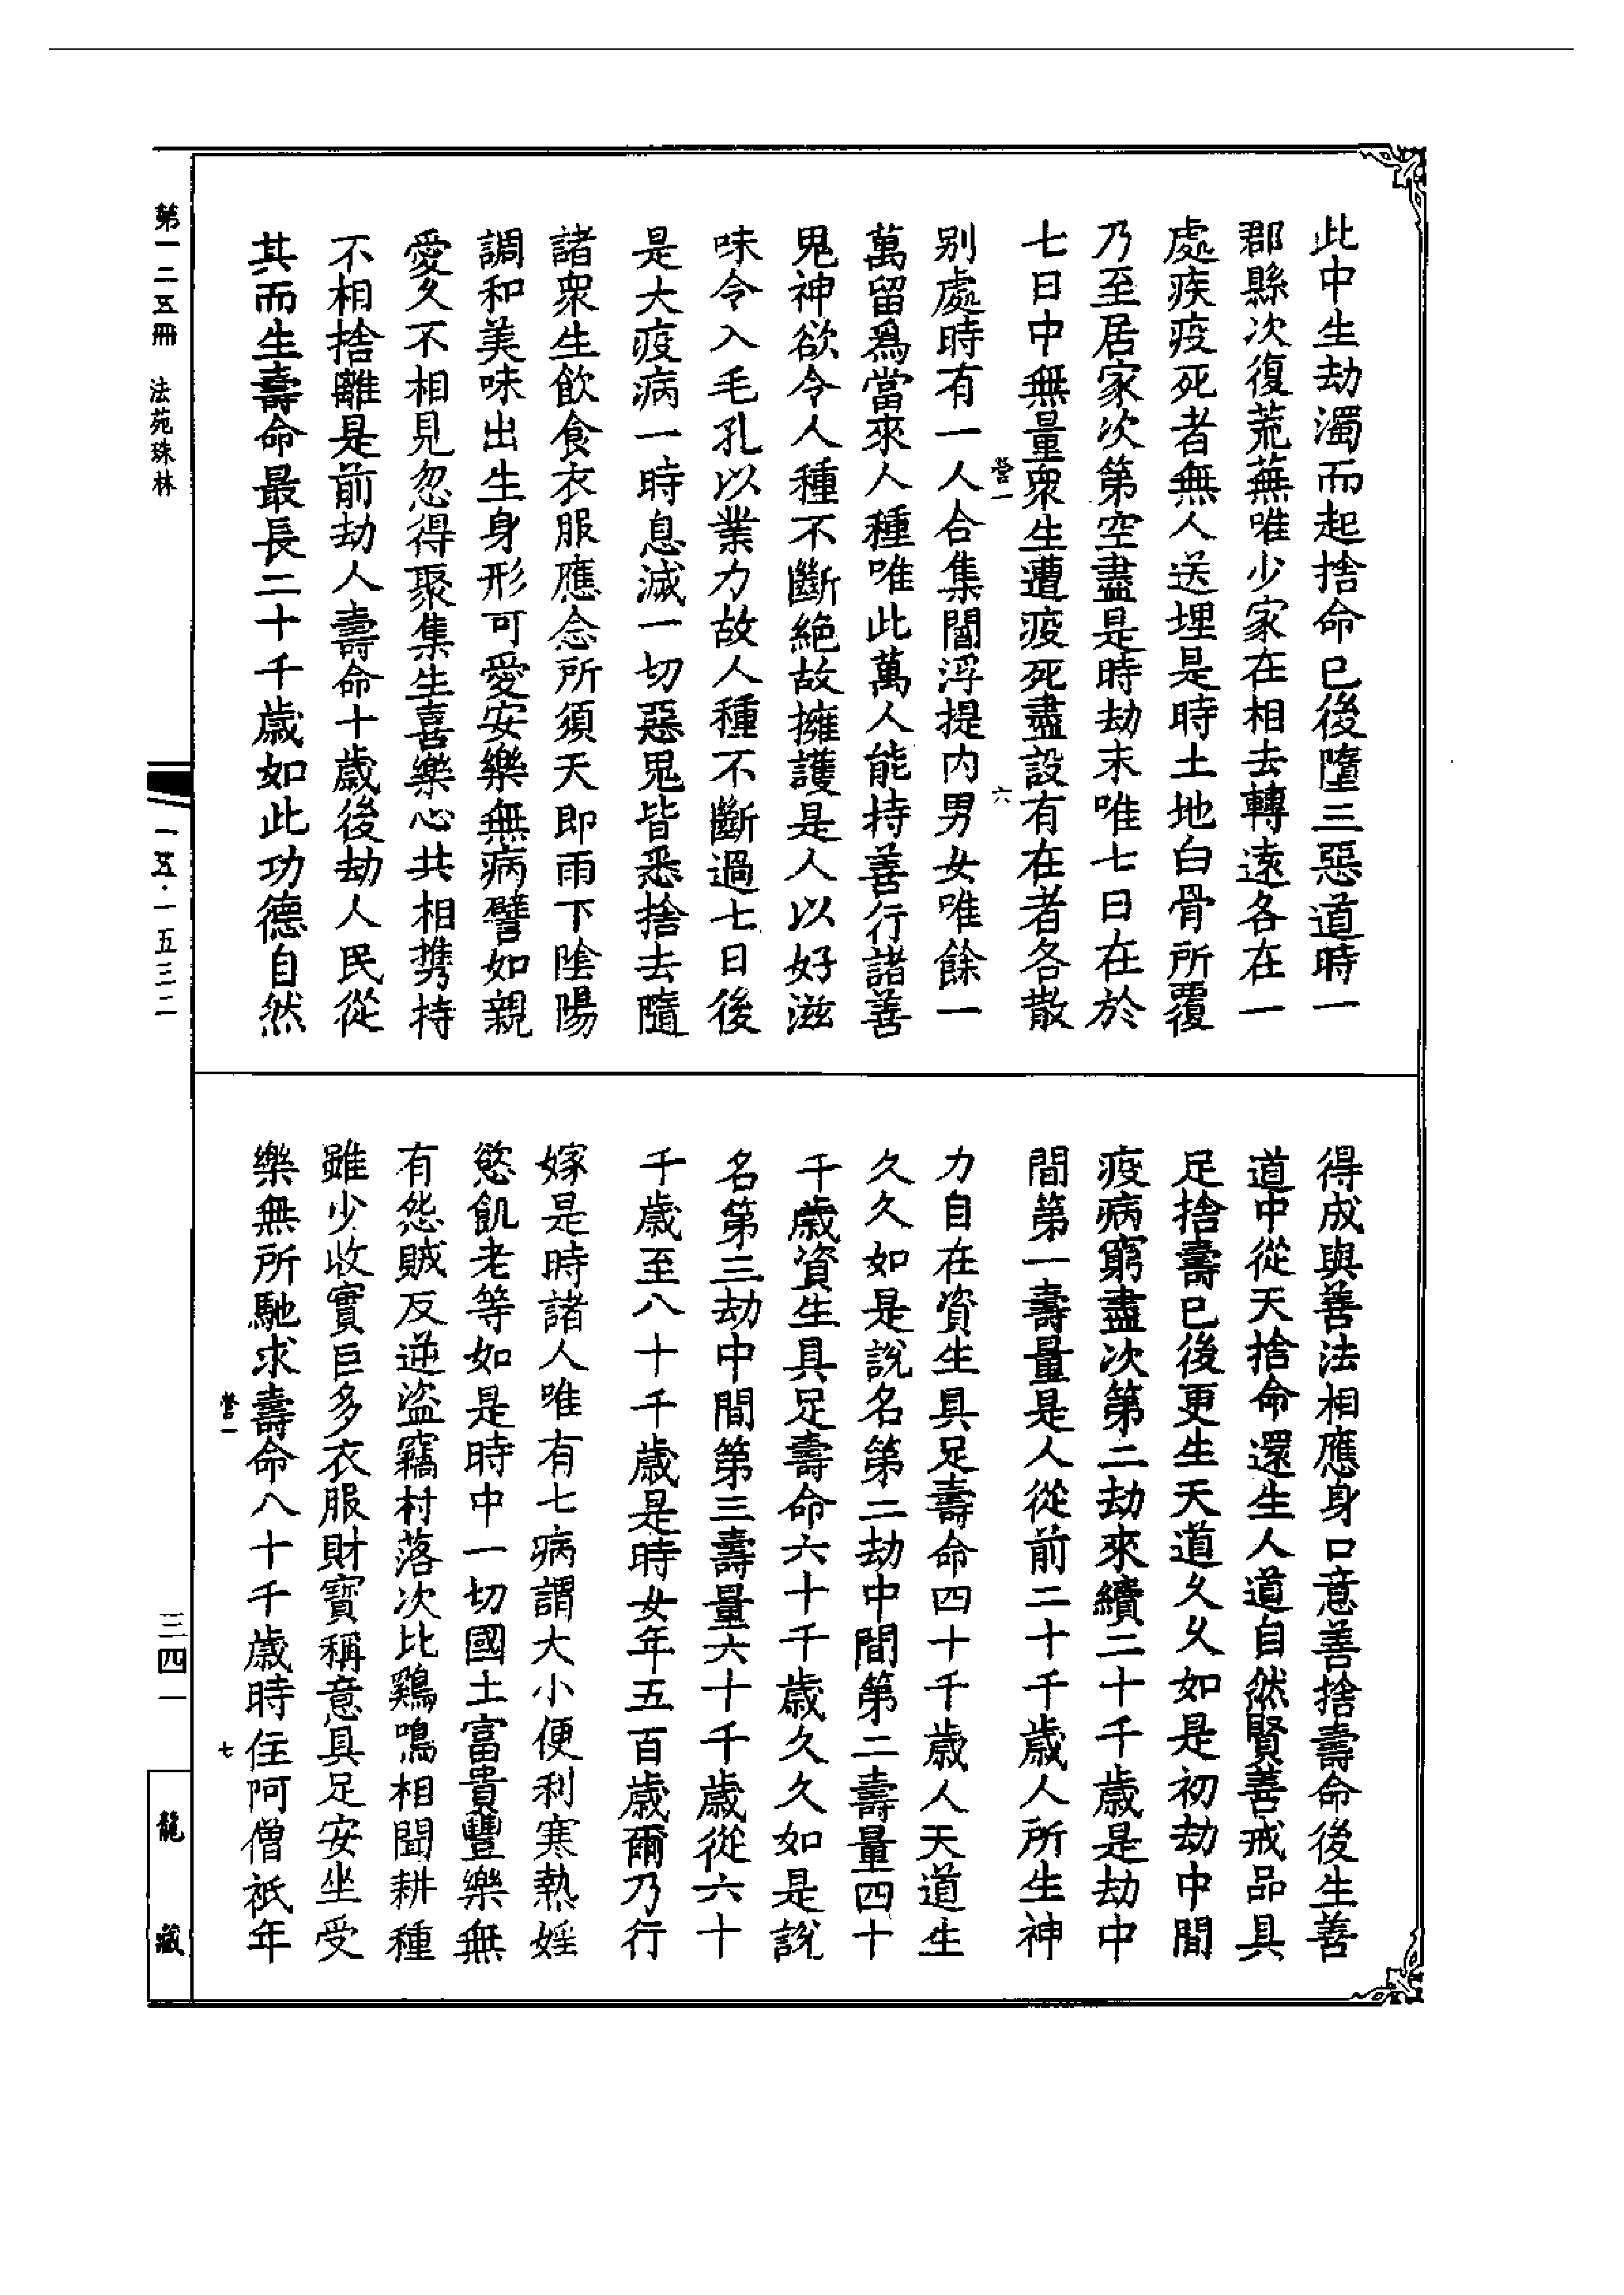 此中生劫濁而起捨命已後墮三惡道時一
郡縣次復荒蕪唯少家在相去轉遠各在一
處疾疫死者無人送埋是時土地白骨所覆
乃至居家次第空盡是時劫末唯七日在於
七日中無量衆生遭疫死盡設有在者各散
營一
六
别處時有一人合集閻浮提内男女唯餘一
萬留爲當來人種唯此萬人能持善行諸善
鬼神欲令人種不斷絕故擁護是人以好滋
味令入毛孔以業力故人種不斷過七日後
是大疫病一時息滅一切惡鬼皆悉捨去隨
諸衆生飲食衣服應念所須天即雨下陰陽
調和美味出生身形可愛安樂無病譬如親
愛久不相見忽得聚集生喜樂心共相携持
不相捨離是前劫人壽命十歲後劫人民從
其而生壽命最長二十千歲如此功德自然
得成與善法相應身口意善捨壽命後生善
道中從天捨命還生人道自然賢善戒品具
足捨壽已後更生天道久久如是初劫中間
疫病窮盡次第二劫來續二十千歲是劫中
間第一壽量是人從前二十千歲人所生神
力自在資生具足壽命四十千歲人天道生
久久如是說名第二劫中間第二壽量四十
千歲資生具足壽命六十千歲久久如是說
名第三劫中間第三壽量六十千歲從六十
千歲至八十千歲是時女年五百歲爾乃行
嫁是時諸人唯有七病謂大小便利寒熱婬
慾飢老等如是時中一切國土富貴豐樂無
有怨賊反逆盜竊村落次比鷄鳴相聞耕種
雖少收實巨多衣服財寶稱意具足安坐受
樂無所馳求壽命八十千歲時住阿僧祇年
營一
七
第一二五冊 法苑珠林
一五·一五三二
三四一
龍藏